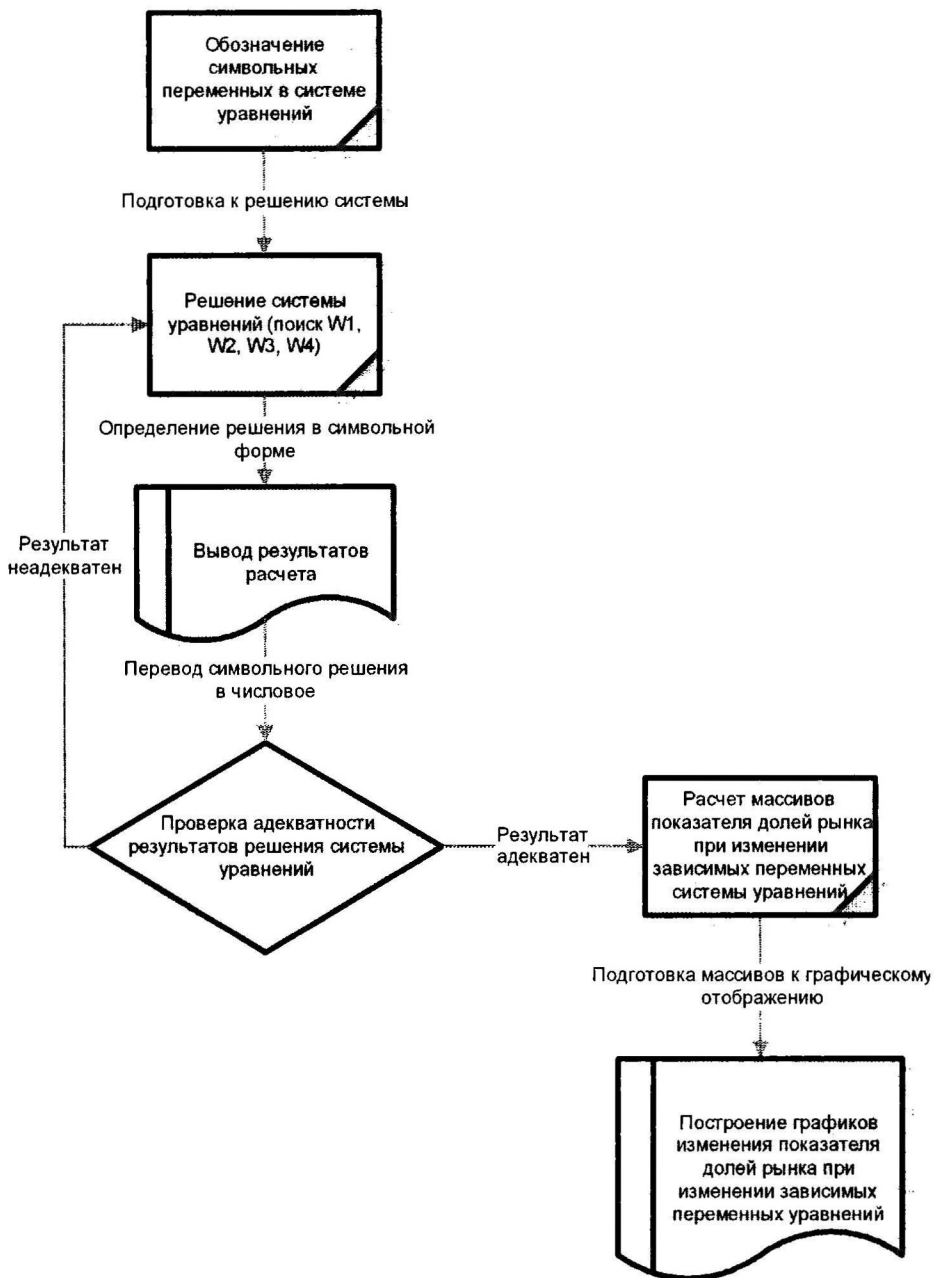 Обозначение
символьных
переменных в системе
уравнений
Подготовка к решению системы
Решение системы
уравнений (поиск W1,
W2, W3, W4)
Определение решения в символьной
форме
Вывод результатов
расчета
Результат
неадекватен
Перевод символьного решения
в числовое
Проверка адекватности
результатов решения системы
уравнений
Результат
адекватен
Расчет массивов
показателя долей рынка
при изменении
зависимых переменных
системы уравнений
Подготовка массивов к графическому
отображению
Построение графиков
изменения показателя
долей рынка при
изменении зависимых
переменных уравнений